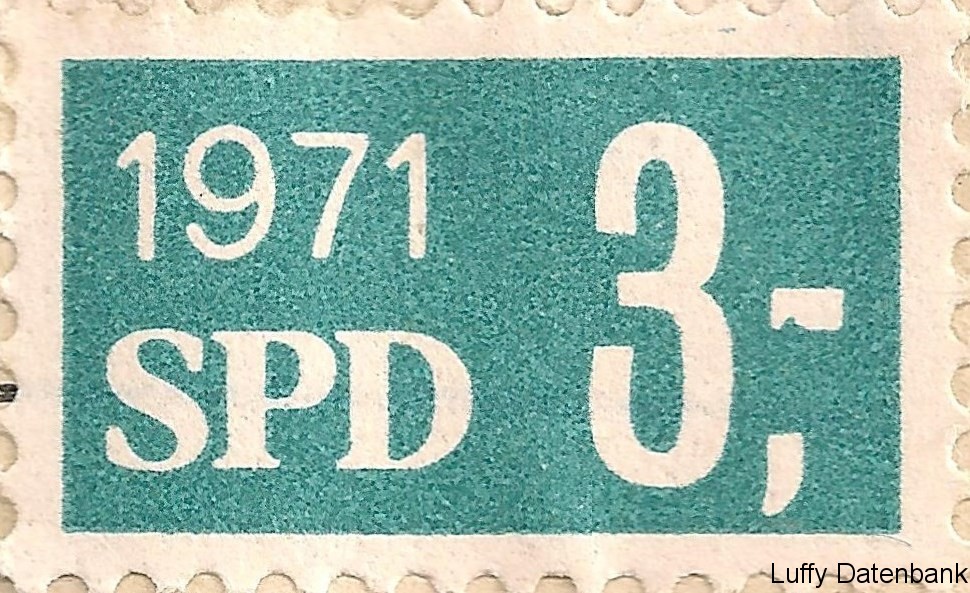 1971
SPD
3,-
Luffy Datenbank